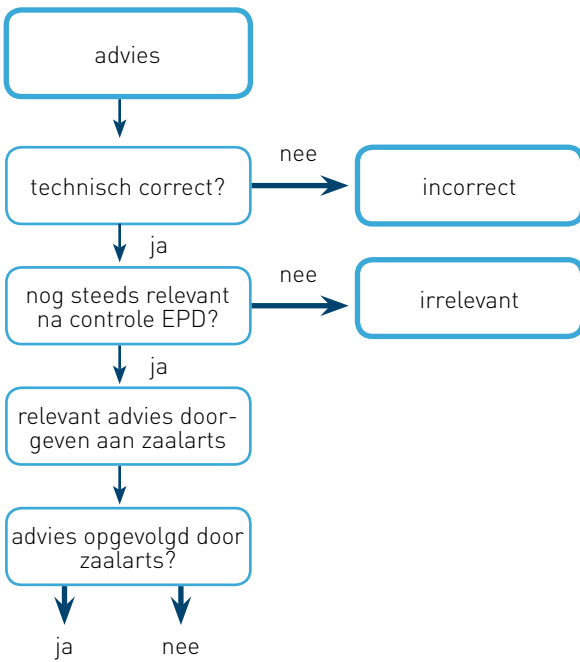 advies
technisch correct?
nee
incorrect
ja
nog steeds relevant
na controle EPD?
nee
irrelevant
ja
relevant advies door-
geven aan zaalarts
advies opgevolgd door
zaalarts?
ja
nee